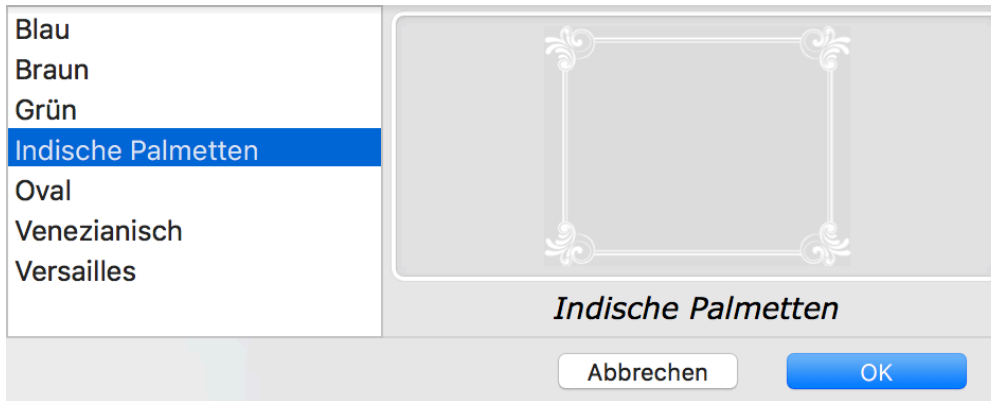 Blau
Braun
Grün
Indische Palmetten
Oval
Venezianisch
Versailles
Indische Palmetten
Abbrechen
OK